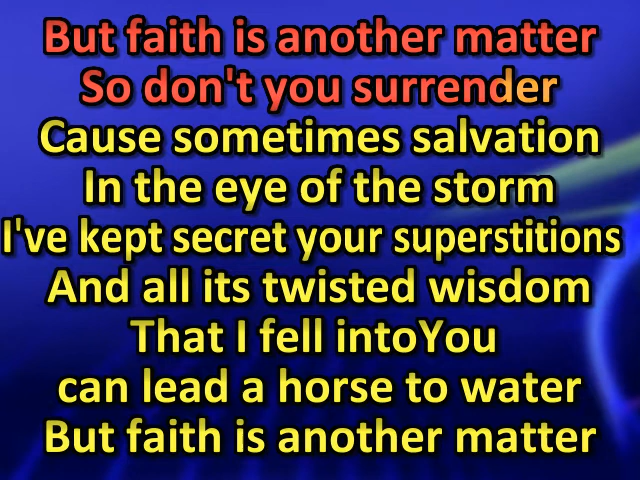 But faith is another matter
So don't you surrender
Cause sometimes salvation
In the eye of the storm
I've kept secret your superstitions
And all its twisted wisdom
That I fell intoYou
can lead a horse to water
But faith is another matter